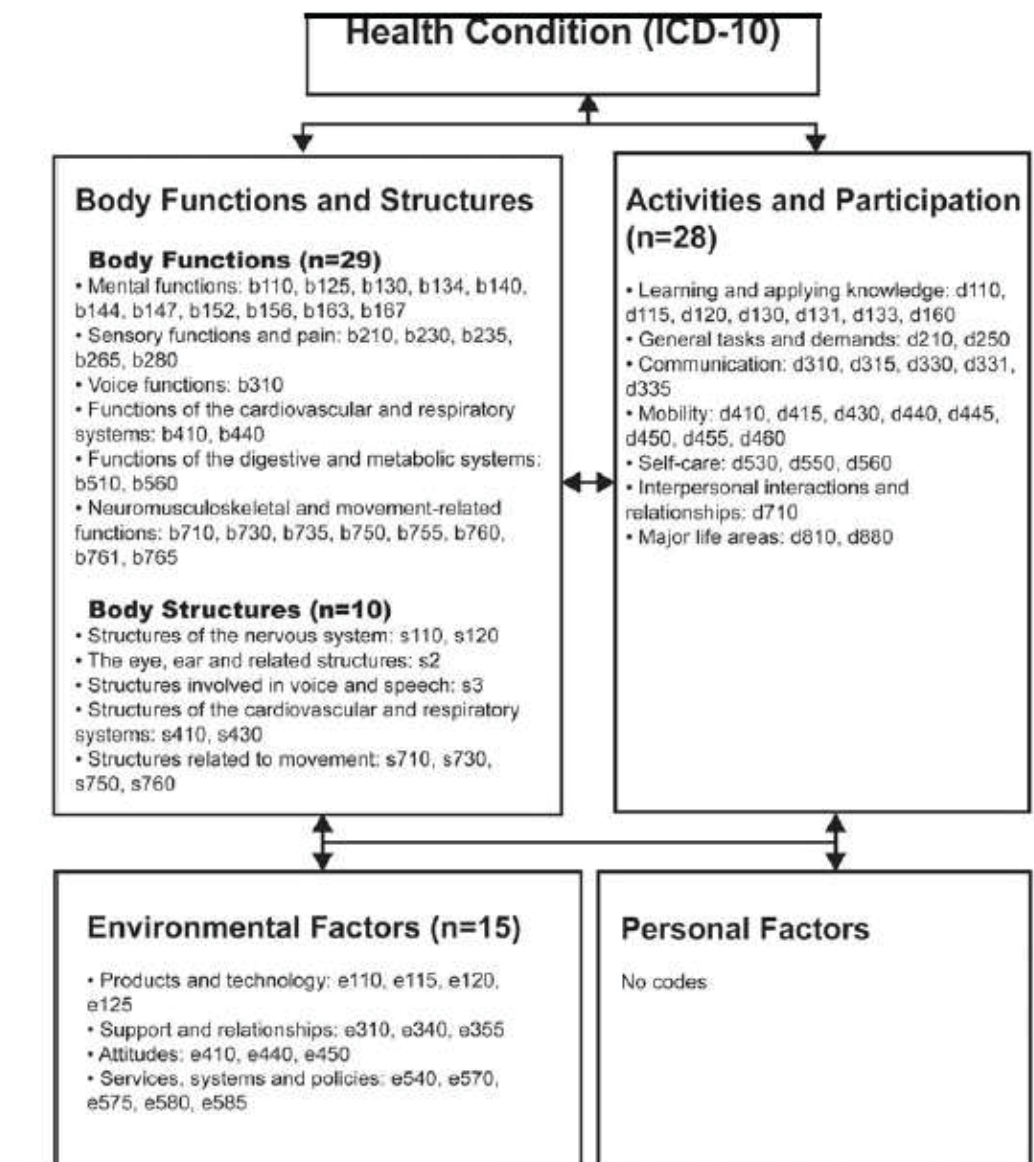 Health Condition (ICD-10)
Body Functions and Structures
Body Functions (n=29)
• Mental functions: b110, b125, b130, b134, b140,
b144, b147, b152, b156, b163, b167
• Sensory functions and pain: b210, b230, b235,
b265, b280
• Voice functions: b310
• Functions of the cardiovascular and respiratory
systems: b410, b440
• Functions of the digestive and metabolic systems:
b510, b560
• Neuromusculoskeletal and movement-related
functions: b710, b730, b735, b750, b755, b760,
b761, b765
Body Structures (n=10)
• Structures of the nervous system: s110, s120
• The eye, ear and related structures: s2
• Structures involved in voice and speech: s3
• Structures of the cardiovascular and respiratory
systems: s410, s430
• Structures related to movement: s710, s730,
s750, s760
Activities and Participation
(n=28)
• Learning and applying knowledge: d110,
d115, d120, d130, d131, d133, d160
• General tasks and demands: d210, d250
• Communication: d310, d315, d330, d331,
d335
• Mobility: d410, d415, d430, d440, d445,
d450, d455, d460
• Self-care: d530, d550, d560
• Interpersonal interactions and
relationships: d710
• Major life areas: d810, d880
Environmental Factors (n=15)
• Products and technology: e110, e115, e120,
e125
• Support and relationships: e310, e340, e355
• Attitudes: e410, e440, e450
• Services, systems and policies: e540, e570,
e575, e580, e585
Personal Factors
No codes